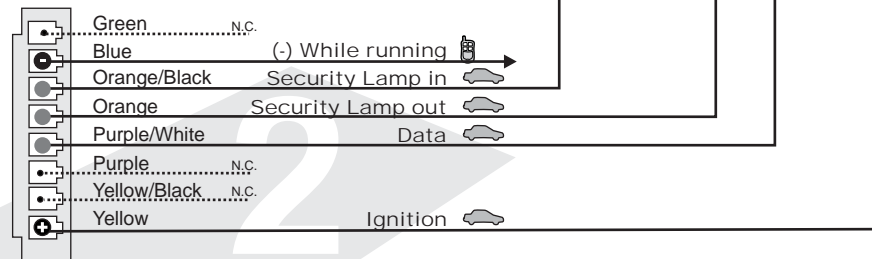 Green N.C.
Blue (-) While running
Orange/Black Security Lamp in
Orange Security Lamp out
Purple/White Data
Purple N.C.
Yellow/Black N.C.
Yellow Ignition
2